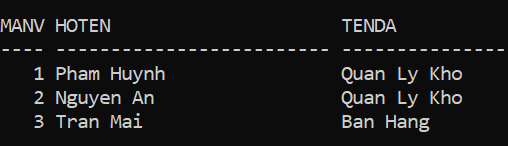 MANV HOTEN                     TENDA
---- ------------------------- ---------------
   1 Pham Huynh                Quan Ly Kho
   2 Nguyen An                 Quan Ly Kho
   3 Tran Mai                  Ban Hang